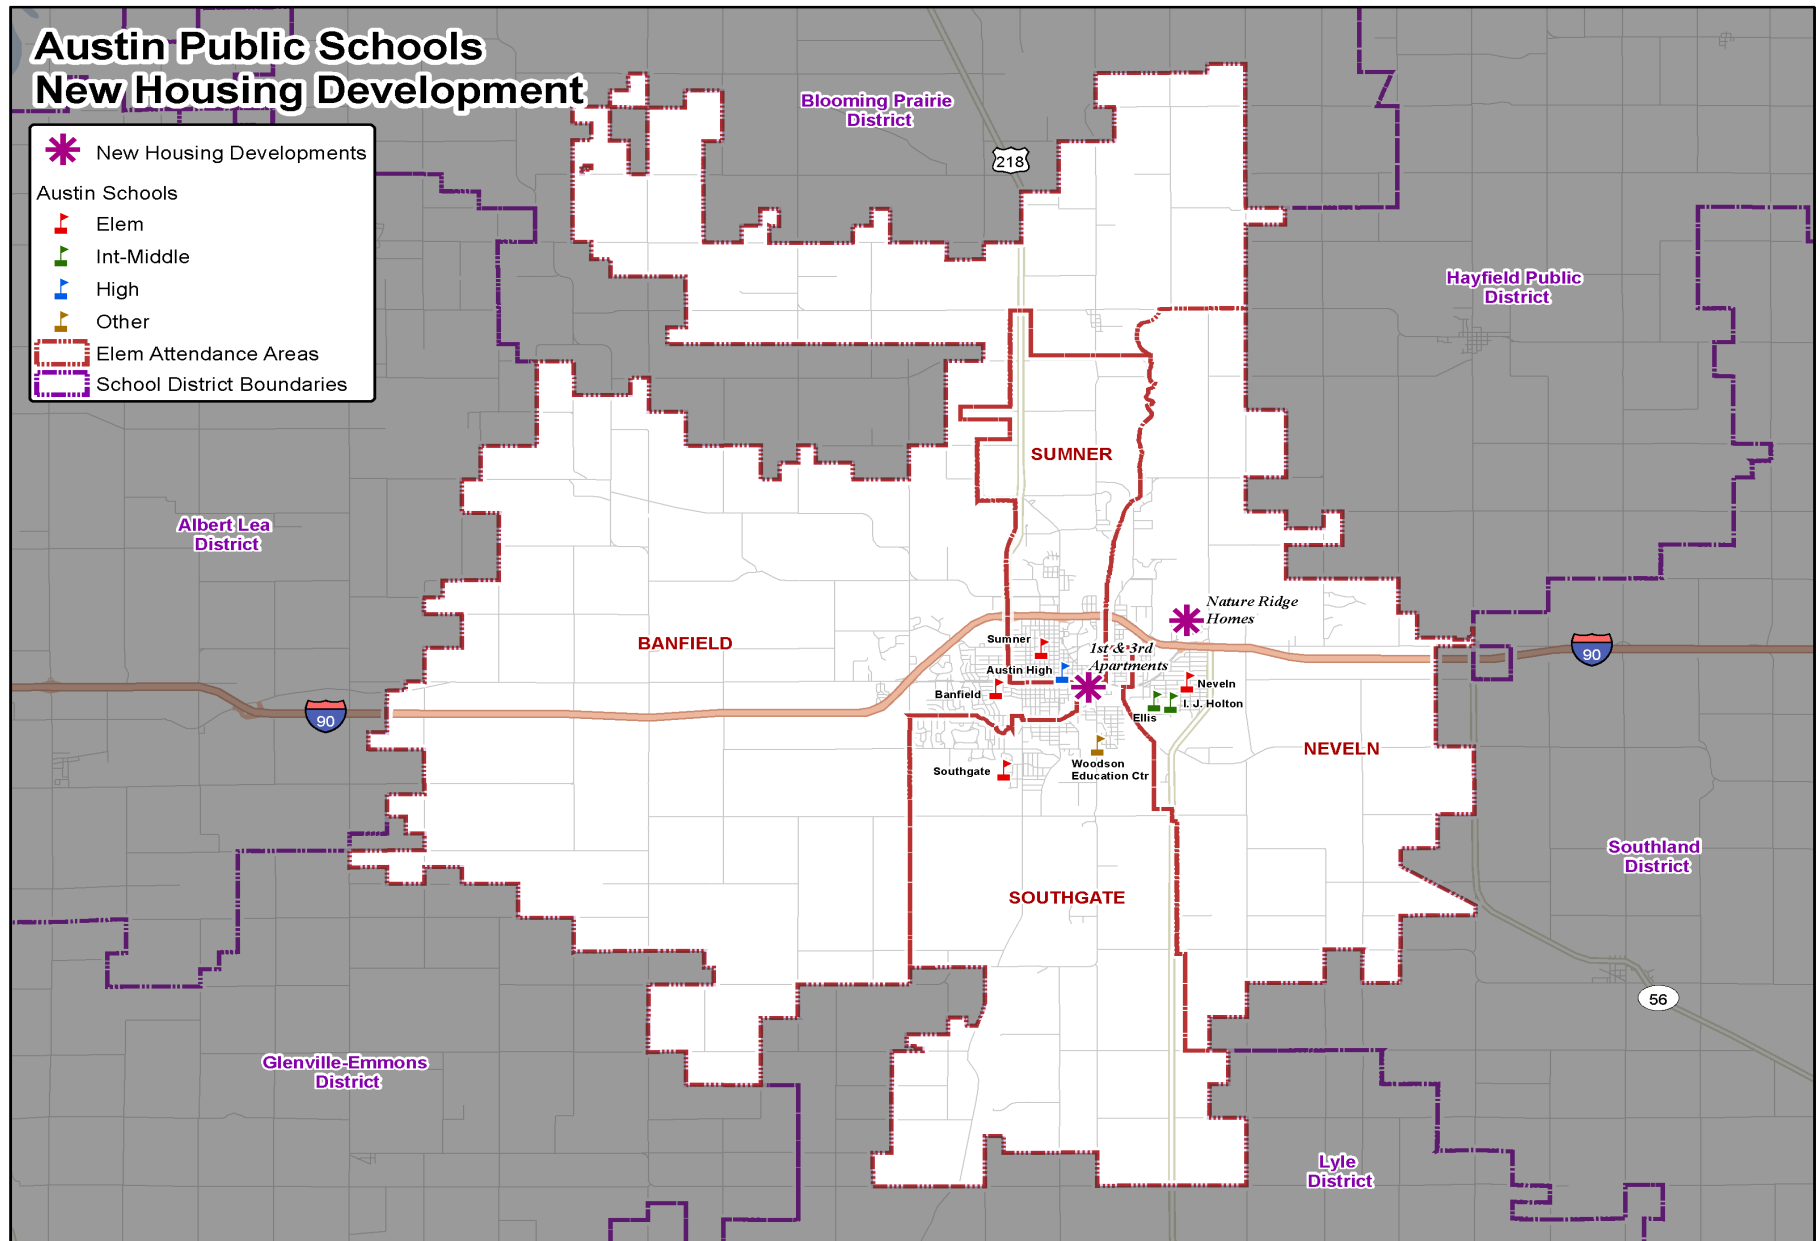 Austin Public Schools
New Housing Development
New Housing Developments
Austin Schools
Elem
Int-Middle
High
Other
Elem Attendance Areas
School District Boundaries
Blooming Prairie
District
218
Hayfield Public
District
SUMNER
Albert Lea
District
Nature Ridge
Homes
BANFIELD
Sumner
1st & 3rd
Apartments
90
Austin High
Neveln
Banfield
I. J. Holton
90
Ellis
NEVELN
Southgate
Woodson
Education Ctr
Southland
District
SOUTHGATE
56
Glenville-Emmons
District
Lyle
District